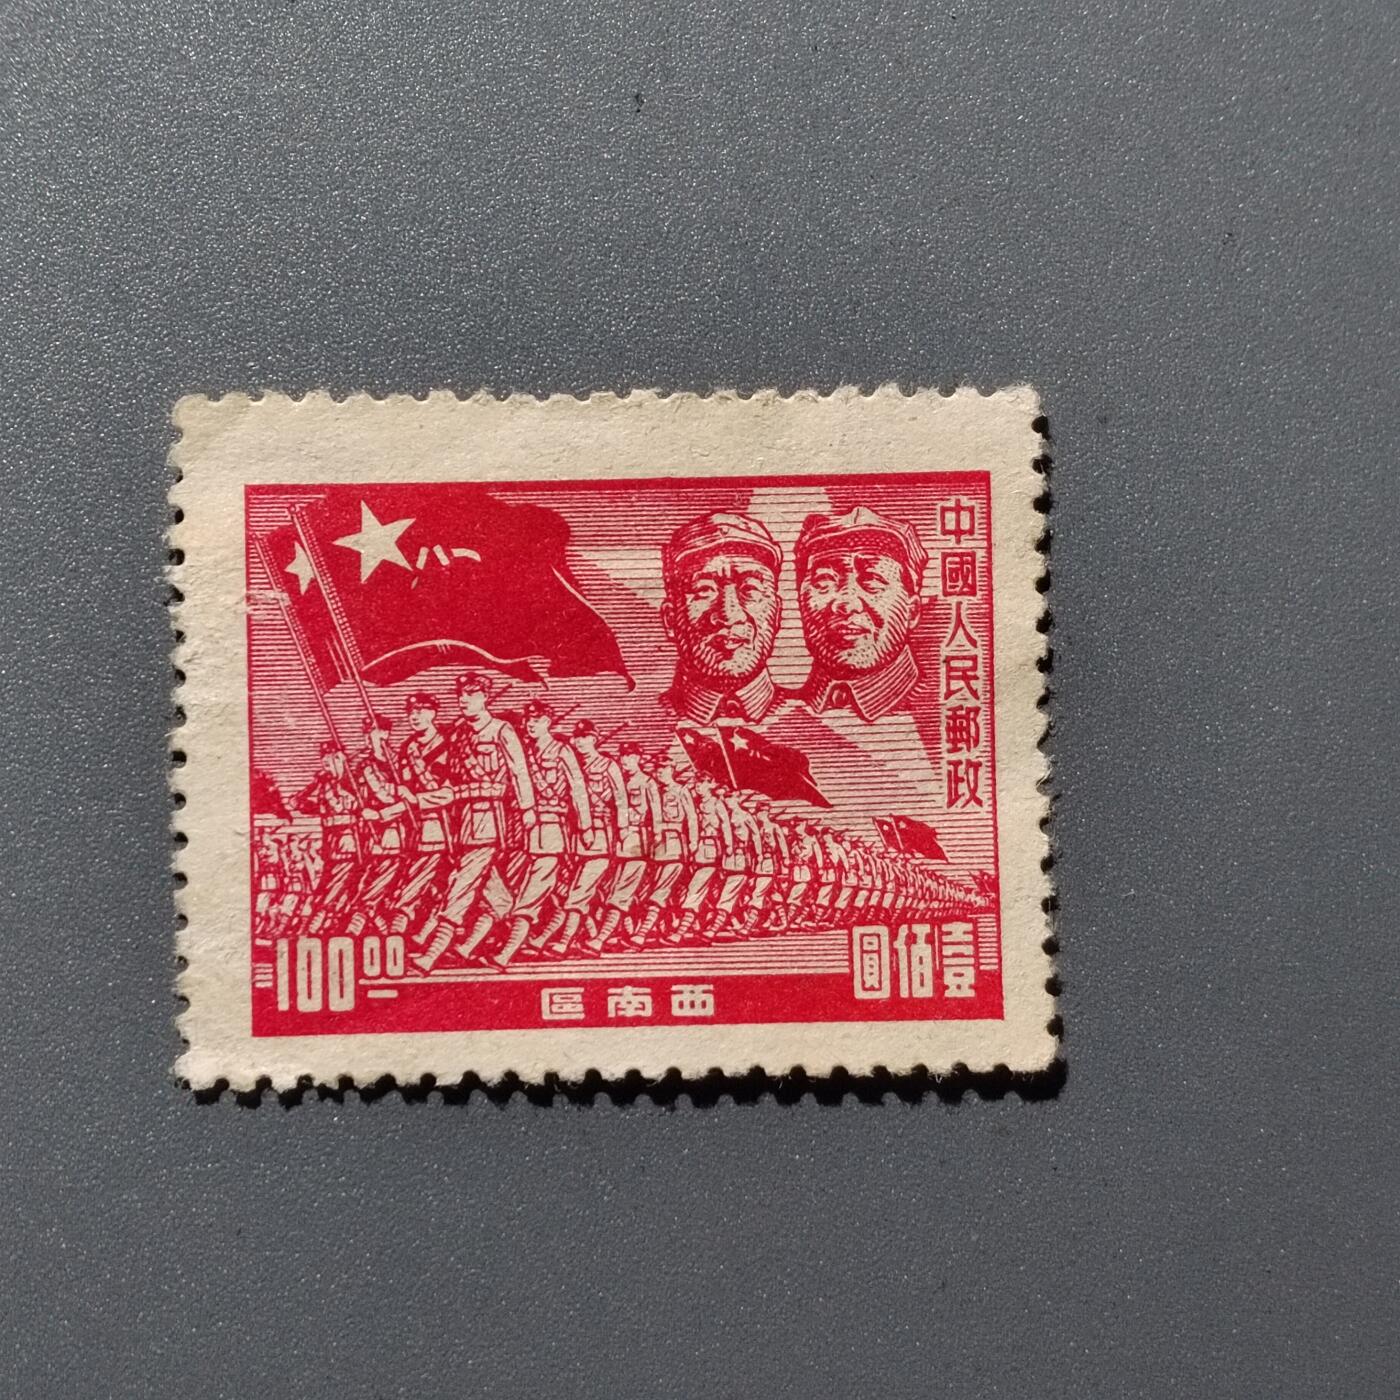 八一
中國人民郵政
100.00
區南西
圓佰壹